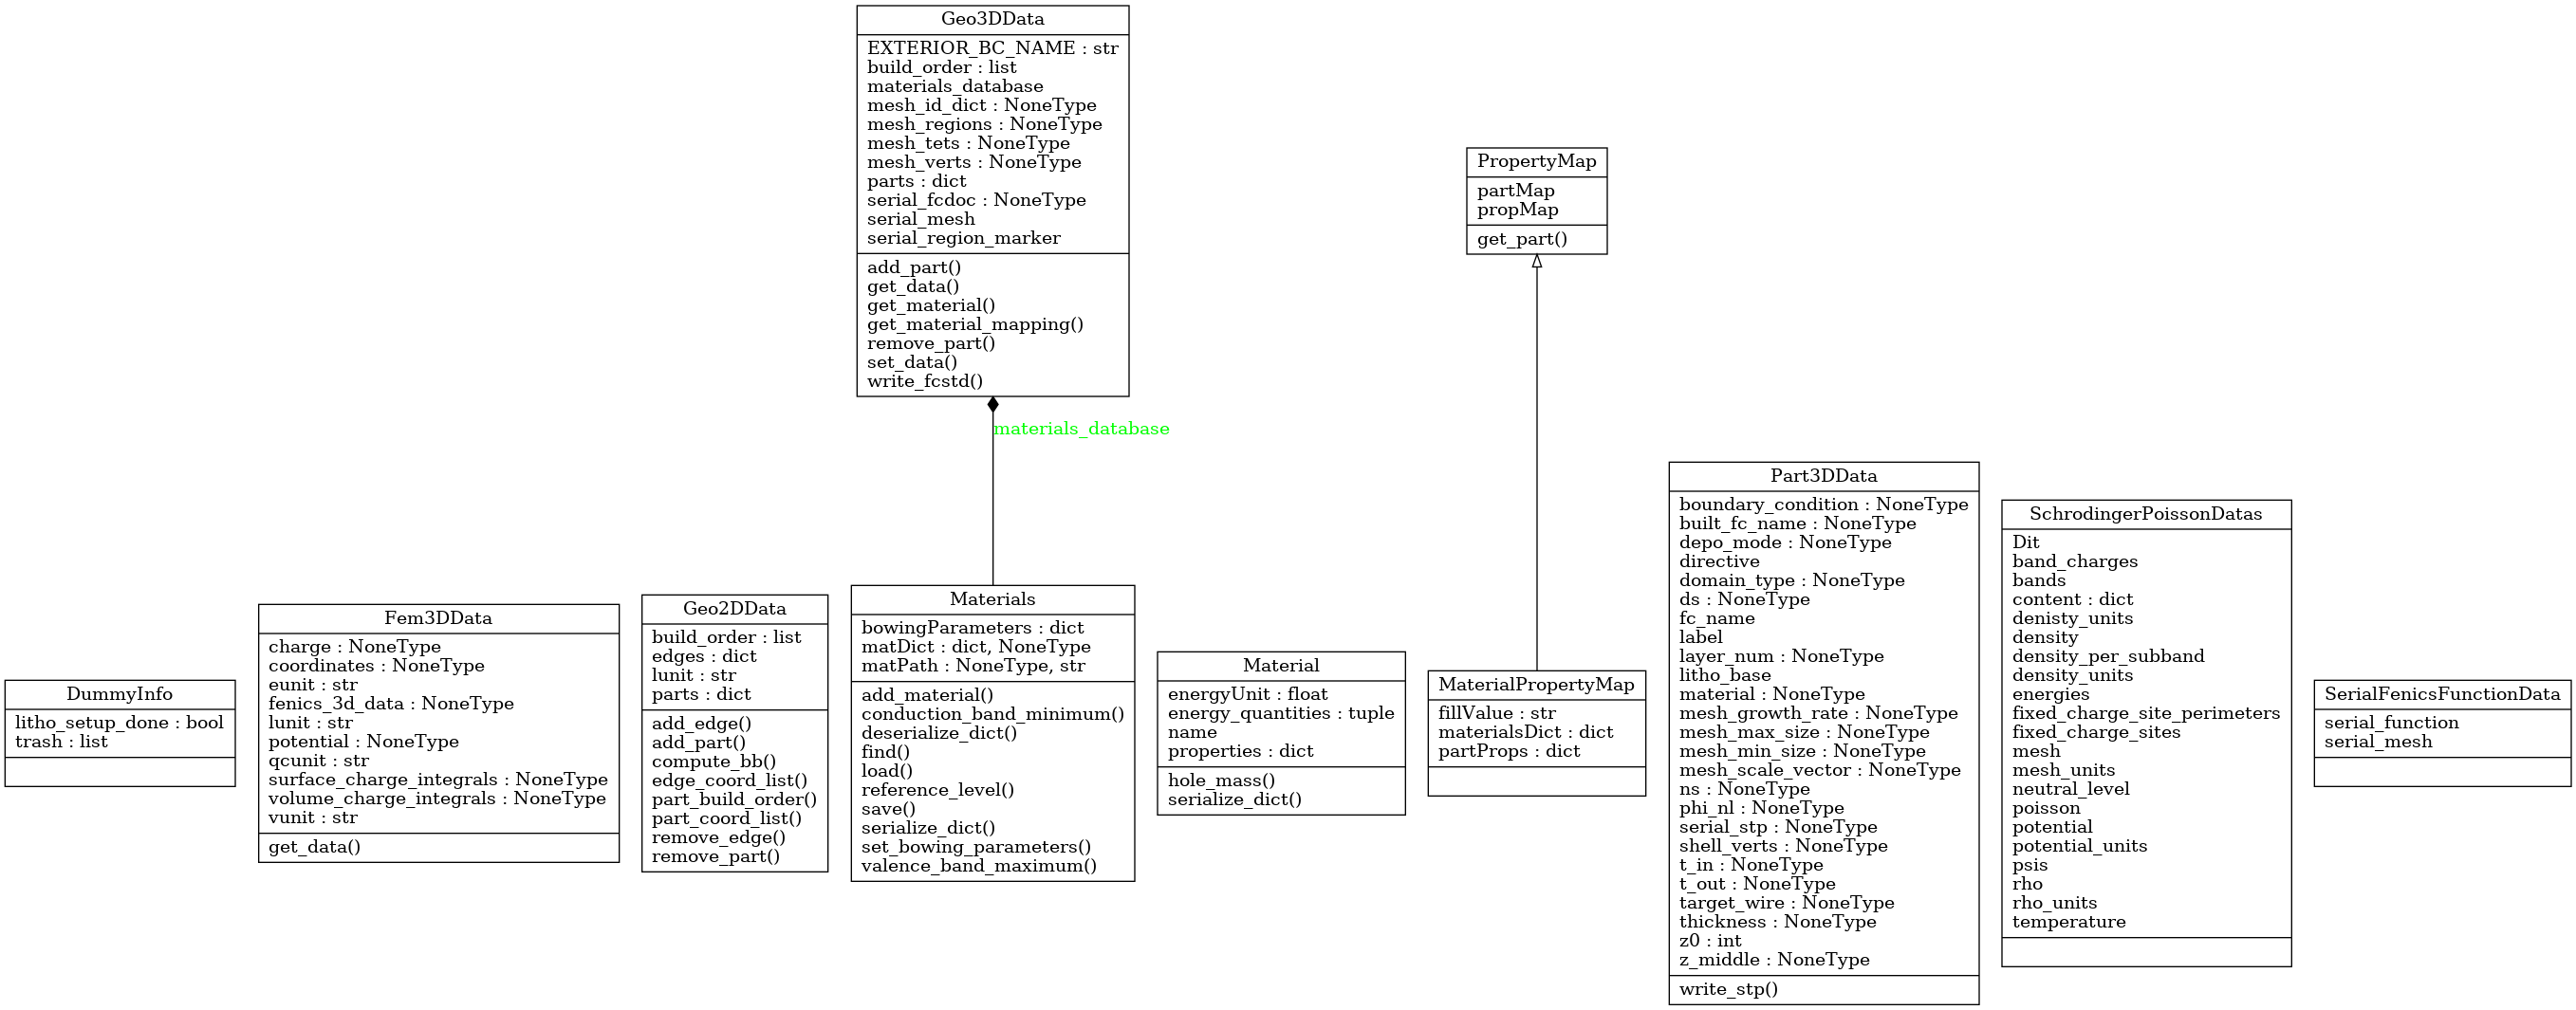 Geo3DData
EXTERIOR_BC_NAME : str
build_order : list
materials_database
mesh_id_dict : NoneType
mesh_regions : NoneType
mesh_tets : NoneType
mesh_verts : NoneType
parts : dict
serial_fcdoc : NoneType
serial_mesh
serial_region_marker
add_part()
get_data()
get_material()
get_material_mapping()
remove_part()
set_data()
write_fcstd()
materials_database
PropertyMap
partMap
propMap
get_part()
DummyInfo
litho_setup_done : bool
trash : list
Fem3DData
charge : NoneType
coordinates : NoneType
eunit : str
fenics_3d_data : NoneType
lunit : str
potential : NoneType
qcunit : str
surface_charge_integrals : NoneType
volume_charge_integrals : NoneType
vunit : str
get_data()
Geo2DData
build_order : list
edges : dict
lunit : str
parts : dict
add_edge()
add_part()
compute_bb()
edge_coord_list()
part_build_order()
part_coord_list()
remove_edge()
remove_part()
Materials
bowingParameters : dict
matDict : dict, NoneType
matPath : NoneType, str
add_material()
conduction_band_minimum()
deserialize_dict()
find()
load()
reference_level()
save()
serialize_dict()
set_bowing_parameters()
valence_band_maximum()
Material
energyUnit : float
energy_quantities : tuple
name
properties : dict
hole_mass()
serialize_dict()
MaterialPropertyMap
fillValue : str
materialsDict : dict
partProps : dict
Part3DData
boundary_condition : NoneType
built_fc_name : NoneType
depo_mode : NoneType
directive
domain_type : NoneType
ds : NoneType
fc_name
label
layer_num : NoneType
litho_base
material : NoneType
mesh_growth_rate : NoneType
mesh_max_size : NoneType
mesh_min_size : NoneType
mesh_scale_vector : NoneType
ns : NoneType
phi_nl : NoneType
serial_stp : NoneType
shell_verts : NoneType
t_in : NoneType
t_out : NoneType
target_wire : NoneType
thickness : NoneType
z0 : int
z_middle : NoneType
write_stp()
SchrodingerPoissonDatas
Dit
band_charges
bands
content : dict
denisty_units
density
density_per_subband
density_units
energies
fixed_charge_site_perimeters
fixed_charge_sites
mesh
mesh_units
neutral_level
poisson
potential
potential_units
psis
rho
rho_units
temperature
SerialFenicsFunctionData
serial_function
serial_mesh